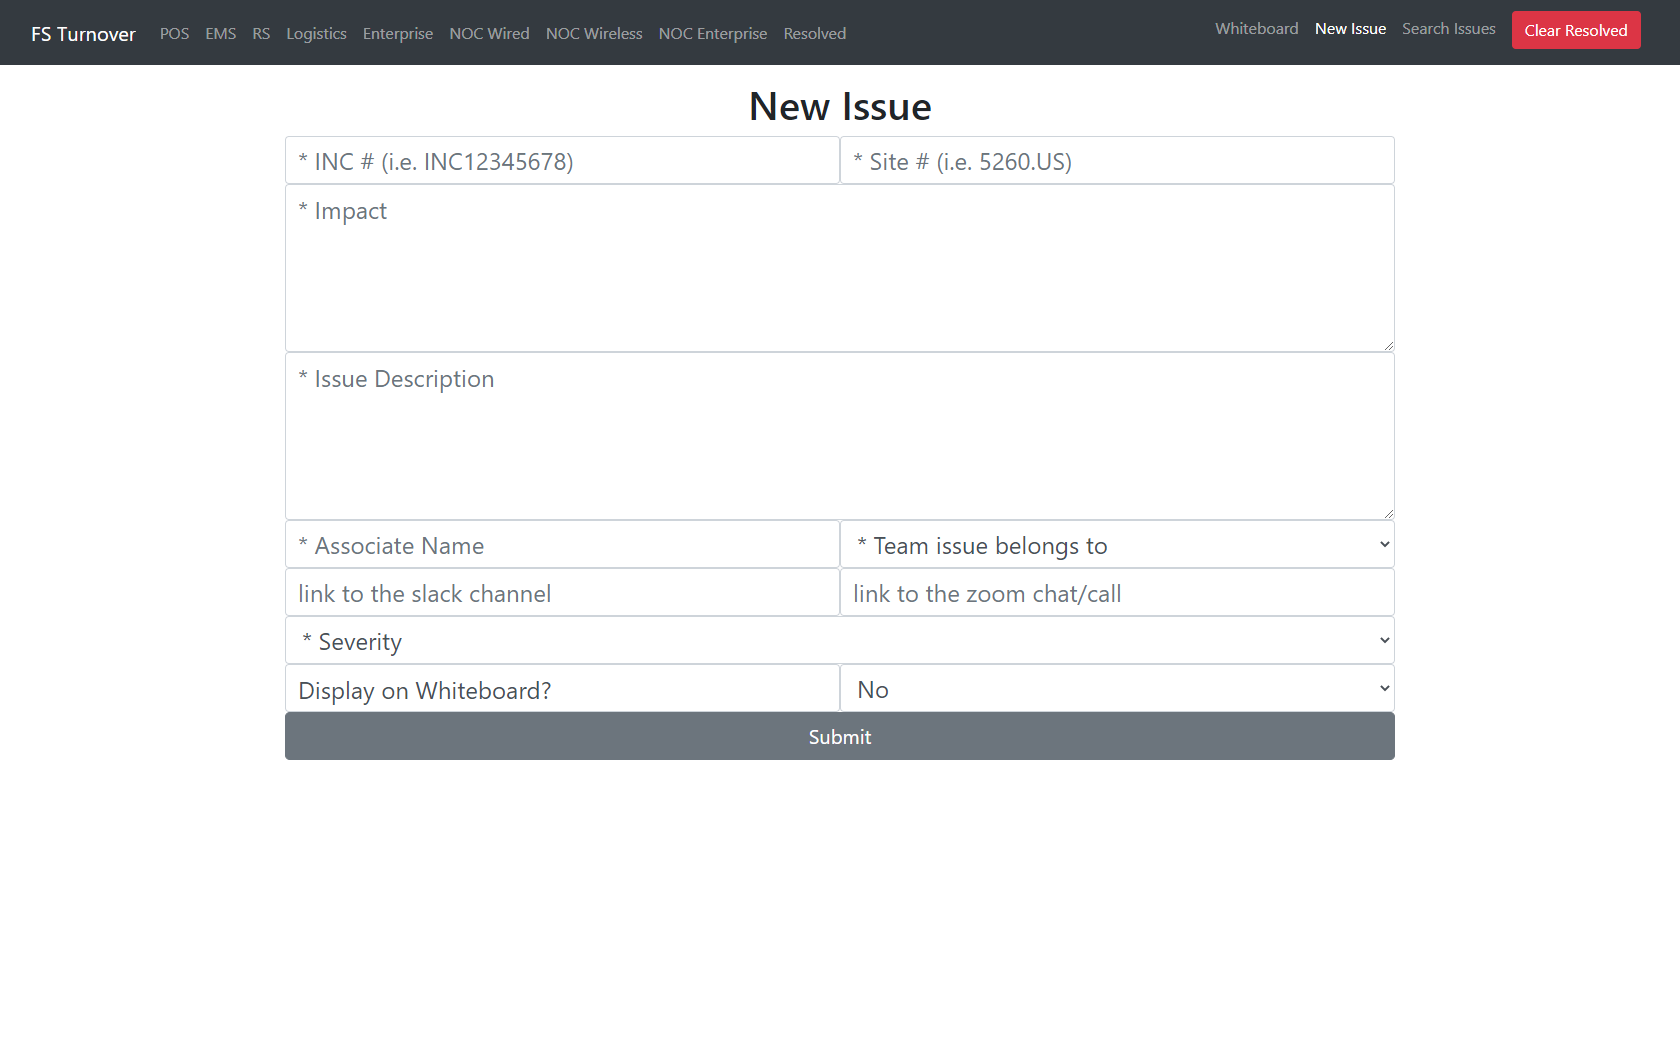 FS Turnover POS EMS RS Logistics Enterprise NOC Wired NOC Wireless NOC Enterprise Resolved Whiteboard New Issue Search Issues Clear Resolved
New Issue
* INC # (i.e. INC12345678) * Site # (i.e. 5260.US)
* Impact
* Issue Description
* Associate Name * Team issue belongs to
link to the slack channel link to the zoom chat/call
* Severity
Display on Whiteboard? No
Submit